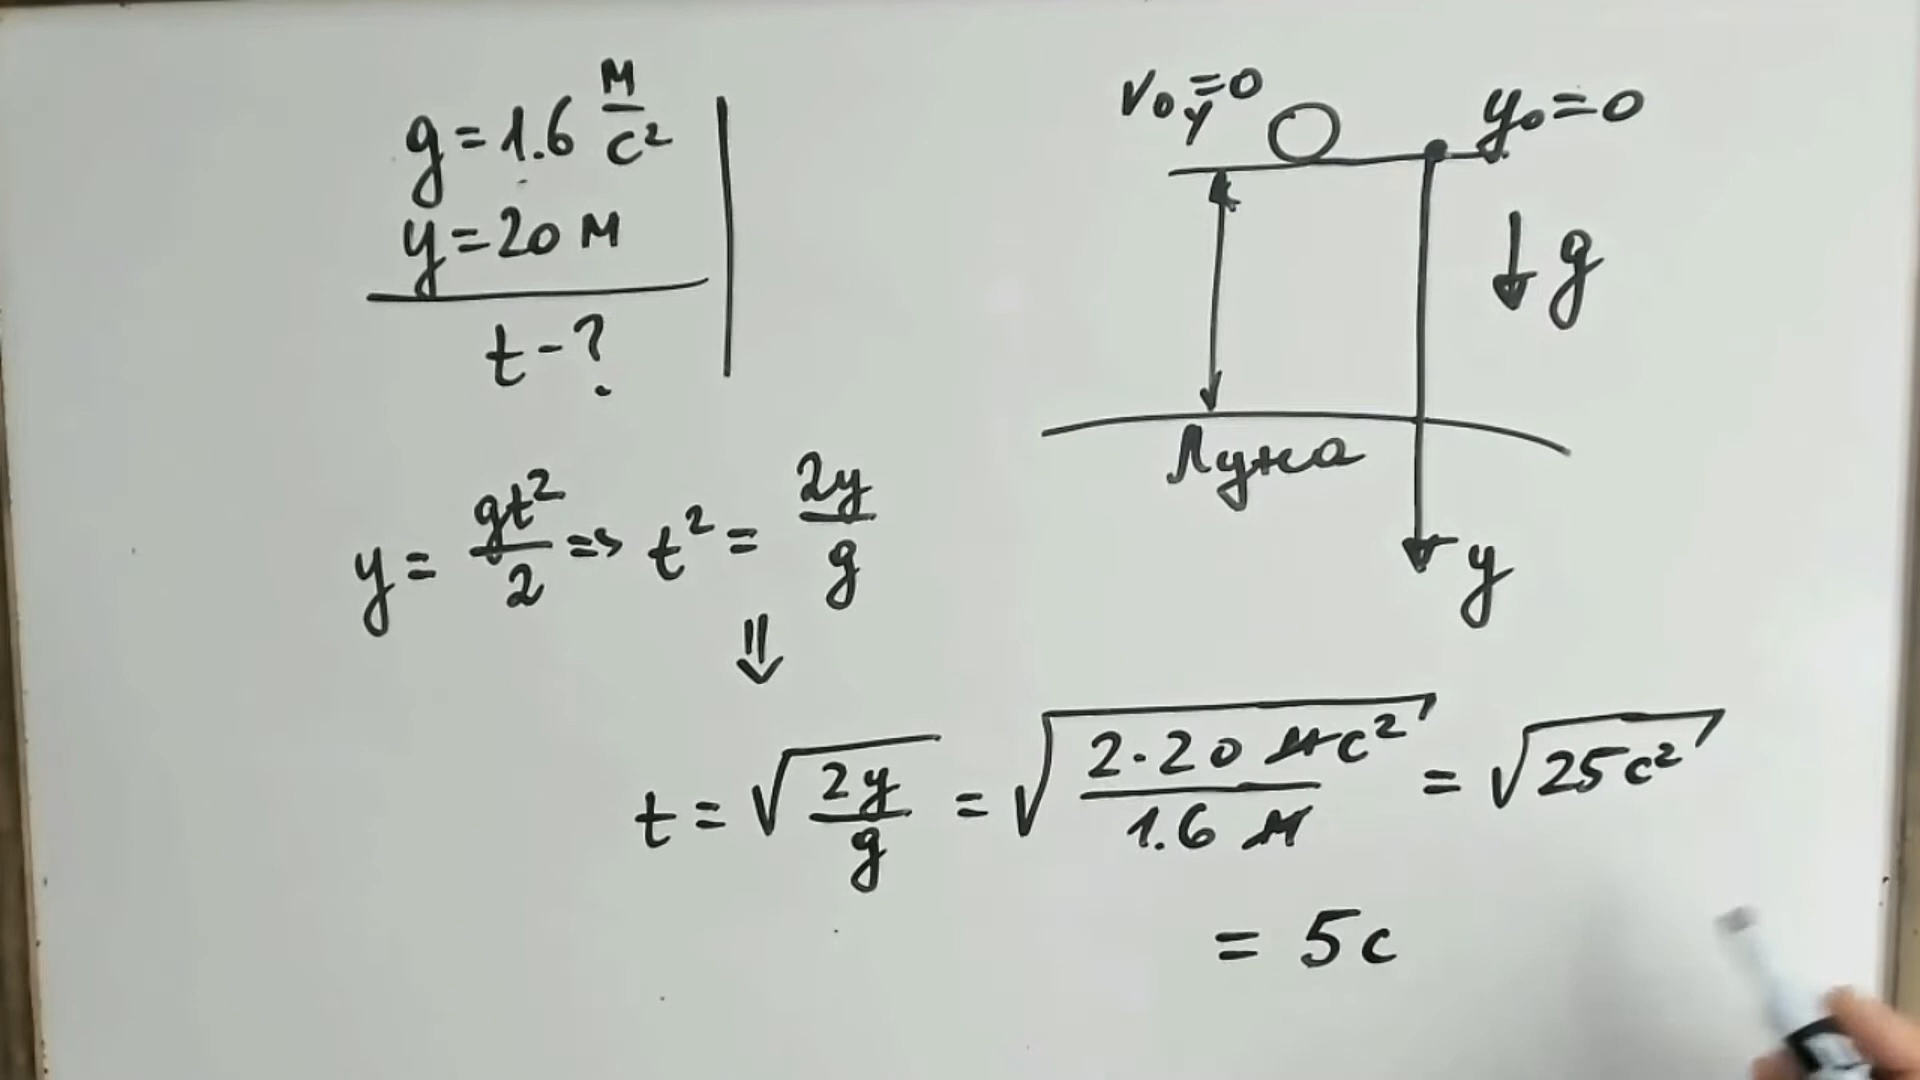 g = 1.6 м/с²
y = 20 м
t - ?
v₀y = 0
y₀ = 0
g
Луна
y
y = gt²/2 => t² = 2y/g
⇓
t = √(2y/g) = √(2·20 м с²/1.6 м) = √(25 с²)
= 5 с